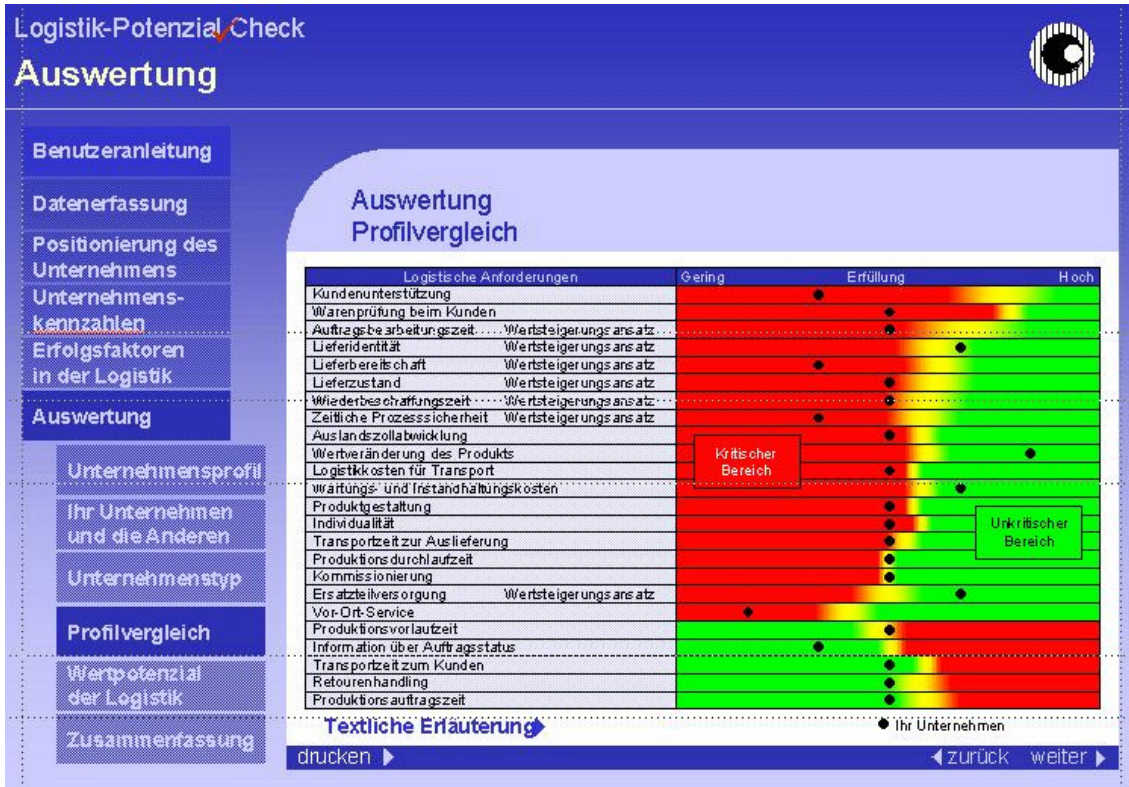 Logistik-Potenzial Check
Auswertung
Benutzeranleitung
Datenerfassung
Positionierung des
Unternehmens
Unternehmens-
kennzahlen
Erfolgsfaktoren
in der Logistik
Auswertung
Unternehmensprofil
Ihr Unternehmen
und die Anderen
Unternehmenstyp
Profilvergleich
Wertpotenzial
der Logistik
Zusammenfassung
Auswertung
Profilvergleich
Logistische Anforderungen Gering Erfüllung Hoch
Kundenunterstützung
Warenprüfung beim Kunden
Auftragsbearbeitungszeit Wertsteigerungsansatz
Lieferidentität Wertsteigerungsansatz
Lieferbereitschaft Wertsteigerungsansatz
Lieferzustand Wertsteigerungsansatz
Wiederbeschaffungszeit Wertsteigerungsansatz
Zeitliche Prozesssicherheit Wertsteigerungsansatz
Auslandszollabwicklung
Wertveränderung des Produkts
Logistikkosten für Transport
Wartungs- und Instandhaltungskosten
Produktgestaltung
Individualität
Transportzeit zur Auslieferung
Produktionsdurchlaufzeit
Kommissionierung
Ersatzteilversorgung Wertsteigerungsansatz
Vor-Ort-Service
Produktionsvorlaufzeit
Information über Auftragsstatus
Transportzeit zum Kunden
Retourenhandling
Produktionsauftragszeit
Kritischer
Bereich
Unkritischer
Bereich
Textliche Erläuterung
Ihr Unternehmen
drucken
zurück weiter